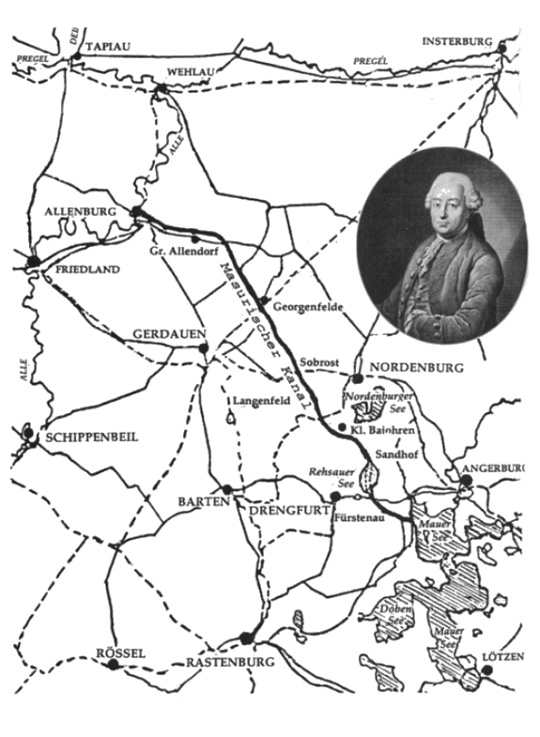 DEI
TAPIAU
INSTERBURG
PREGEL
PREGEL
WEHLAU
ALLE
ALLENBURG
Gr. Allendorf
FRIEDLAND
Masurischer Kanal
Georgenfelde
GERDAUEN
Sobrost
NORDENBURG
ALLE
Langenfeld
Nordenburger
See
Kl. Bajohren
SCHIPPENBEIL
Sandhof
Rehsauer
See
ANGERBURG
BARTEN
DRENGFURT
Fürstenau
Mauer
See
Doben
See
Mauer
See
RÖSSEL
RASTENBURG
LÖTZEN